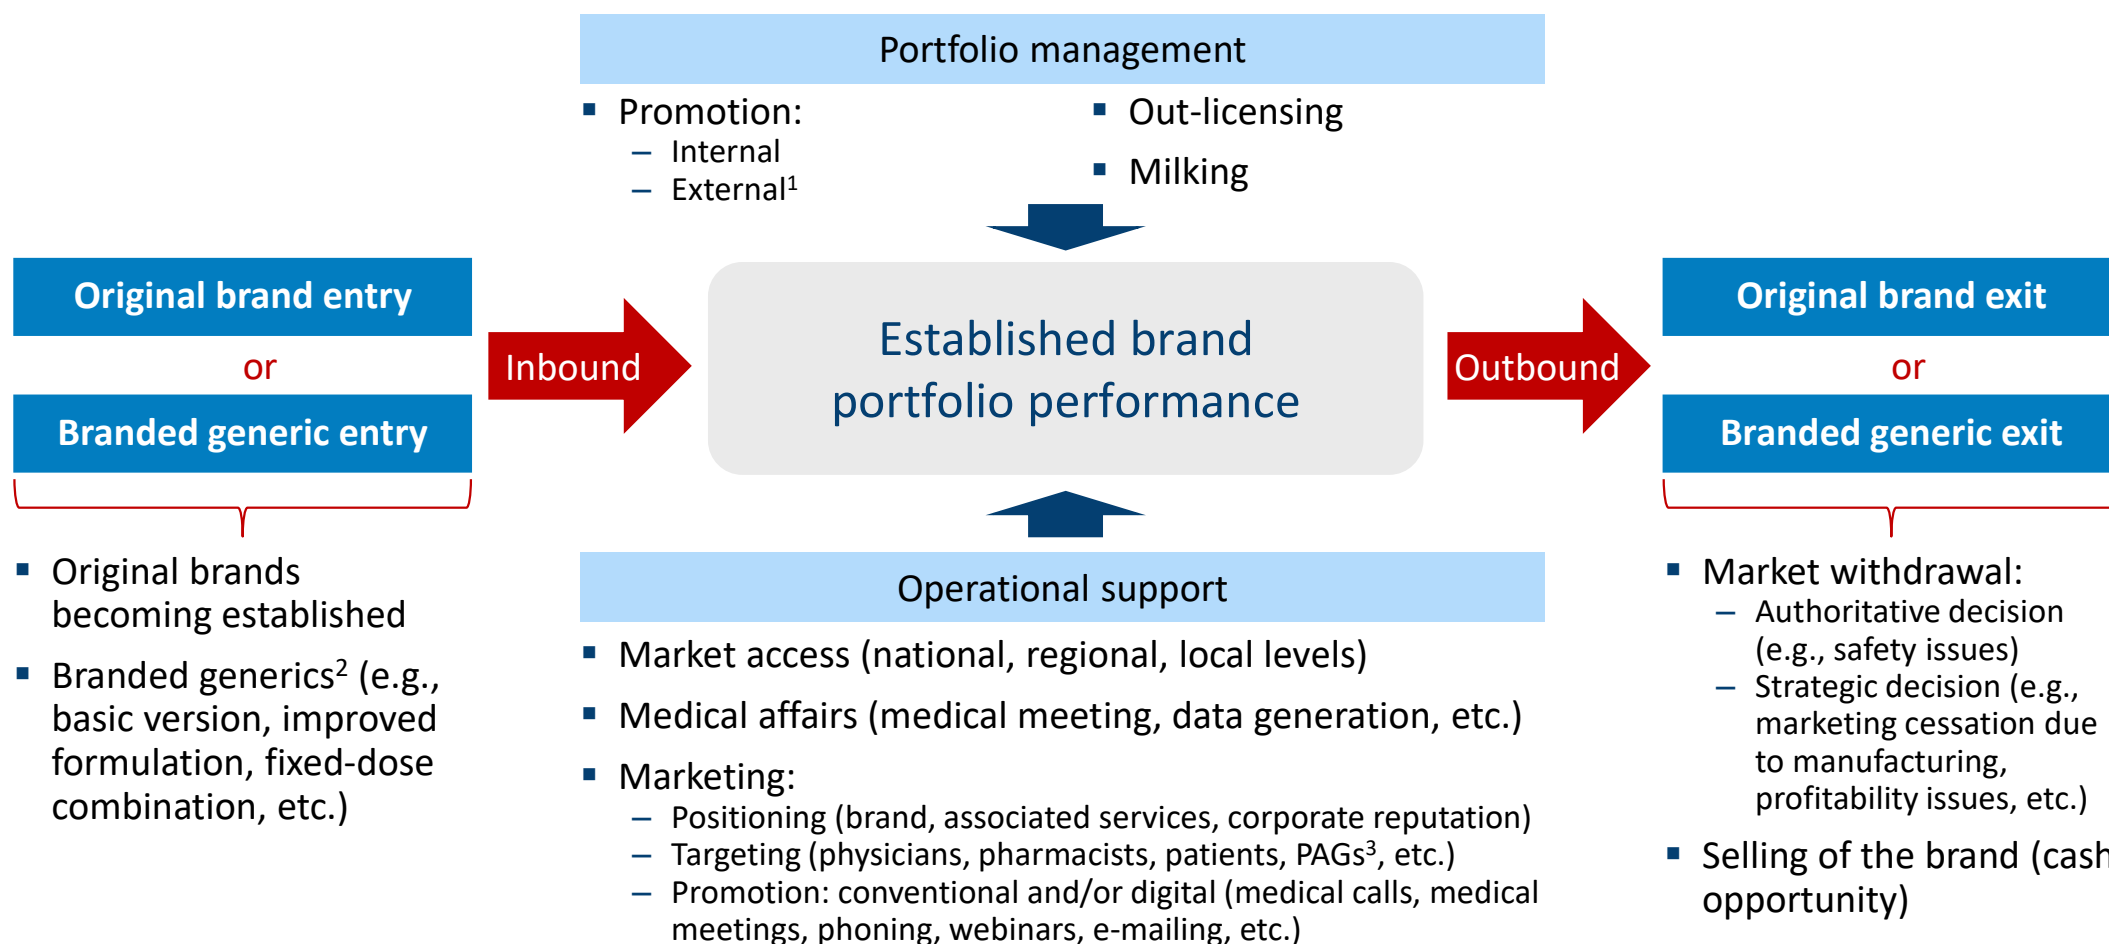 Portfolio management
▪ Promotion:
– Internal
– External¹
▪ Out-licensing
▪ Milking
Original brand entry
or
Branded generic entry
Inbound
Established brand
portfolio performance
Outbound
Original brand exit
or
Branded generic exit
▪ Original brands
becoming established
▪ Branded generics² (e.g.,
basic version, improved
formulation, fixed-dose
combination, etc.)
Operational support
▪ Market access (national, regional, local levels)
▪ Medical affairs (medical meeting, data generation, etc.)
▪ Marketing:
– Positioning (brand, associated services, corporate reputation)
– Targeting (physicians, pharmacists, patients, PAGs³, etc.)
– Promotion: conventional and/or digital (medical calls, medical
meetings, phoning, webinars, e-mailing, etc.)
▪ Market withdrawal:
– Authoritative decision
(e.g., safety issues)
– Strategic decision (e.g.,
marketing cessation due
to manufacturing,
profitability issues, etc.)
▪ Selling of the brand (cash
opportunity)